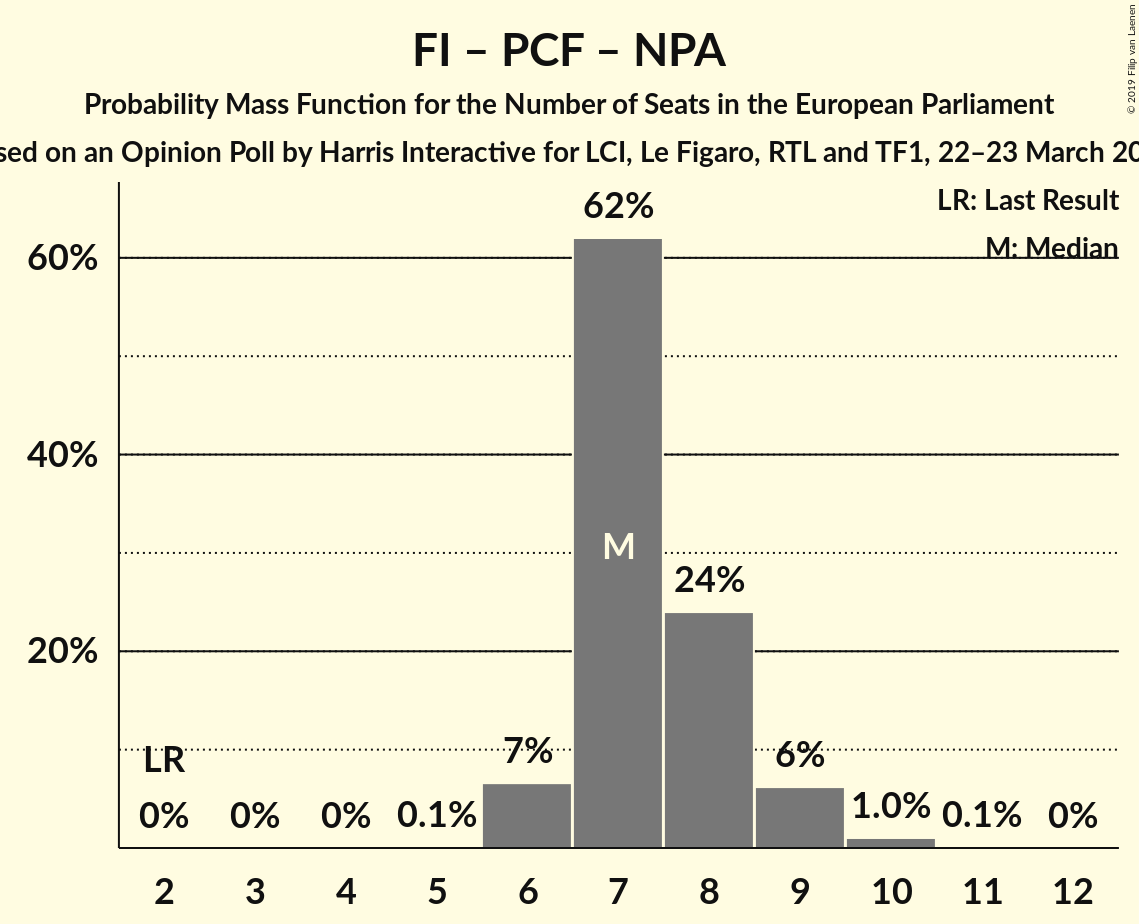 FI – PCF – NPA
Probability Mass Function for the Number of Seats in the European Parliament
sed on an Opinion Poll by Harris Interactive for LCI, Le Figaro, RTL and TF1, 22–23 March 20
© 2019 Filip van Laenen
LR: Last Result
M: Median
62%
60%
40%
M
24%
20%
LR
7%
6%
0% 0% 0% 0.1% 1.0% 0.1% 0%
2 3 4 5 6 7 8 9 10 11 12